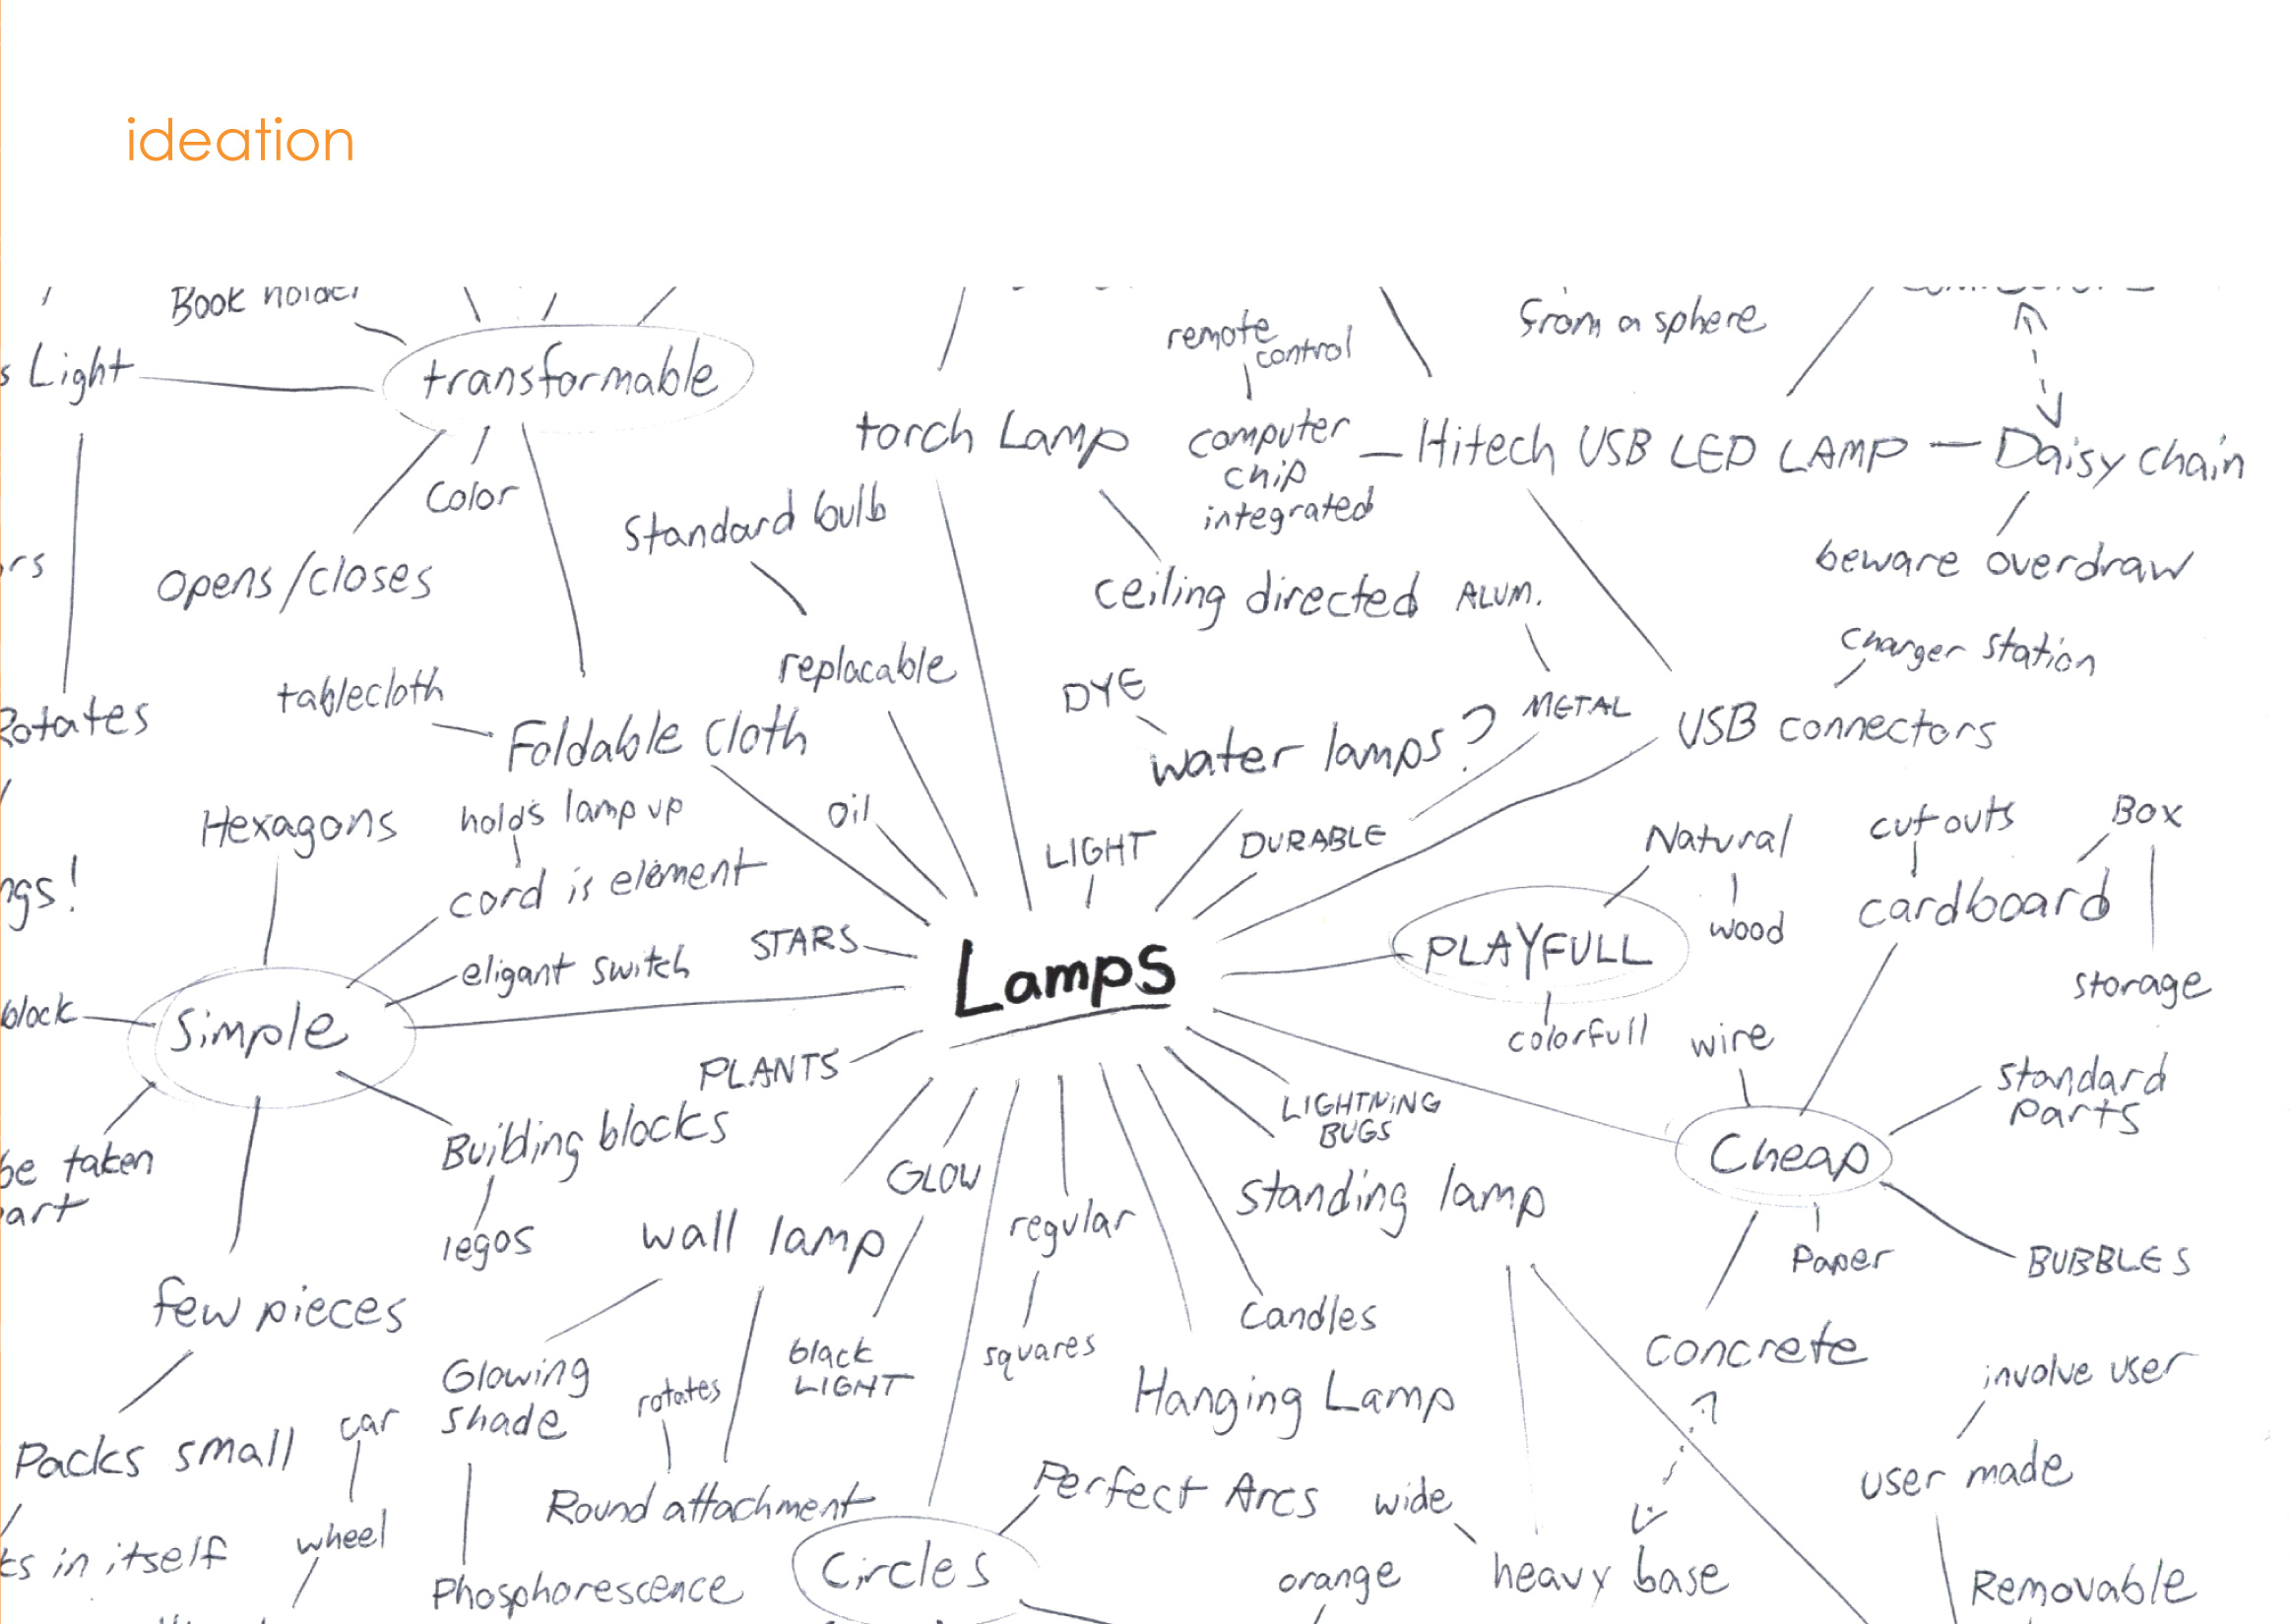 ideation
Book holder
from a sphere
remote
control
s Light
transformable
torch Lamp
computer
chip
integrated
Hitech USB LED LAMP
Daisy chain
color
Standard bulb
beware overdraw
opens/closes
ceiling directed
ALUM.
rs
charger station
replacable
tablecloth
DYE
METAL
USB connectors
Rotates
Foldable cloth
water lamps?
Hexagons
holds lamp up
oil
LIGHT
DURABLE
Natural
cutouts
Box
ngs!
cord is element
cardboard
STARS
eligant switch
Lamps
PLAYFULL
wood
storage
block
Simple
colorfull
wire
PLANTS
LIGHTNING
BUGS
standard
parts
Building blocks
Cheap
be taken
art
GLOW
standing lamp
legos
wall lamp
regular
Paper
BUBBLES
few pieces
candles
concrete
black
LIGHT
squares
involve user
Glowing
shade
rotates
Hanging Lamp
Packs small
car
user made
Round attachment
Perfect Arcs
wide
wheel
cks in itself
Phosphorescence
Circles
orange
heavy base
Removable